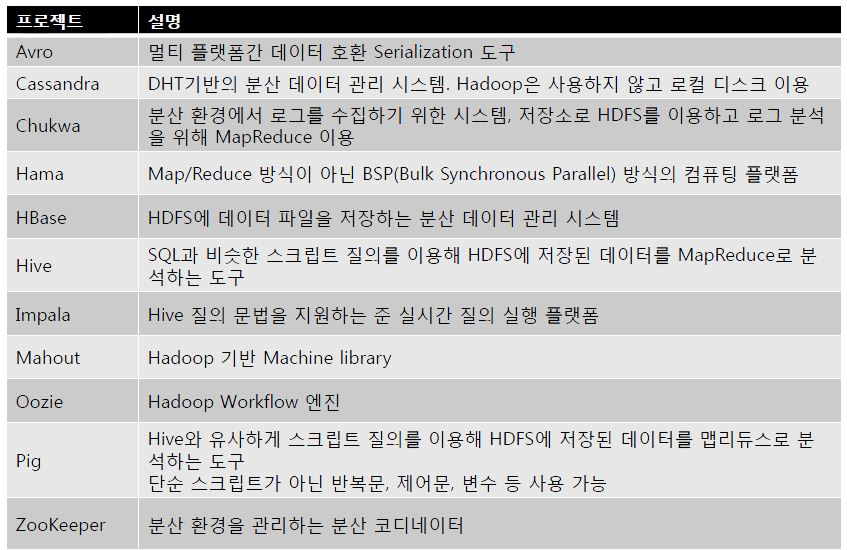 프로젝트 설명
Avro 멀티 플랫폼간 데이터 호환 Serialization 도구
Cassandra DHT기반의 분산 데이터 관리 시스템. Hadoop은 사용하지 않고 로컬 디스크 이용
Chukwa 분산 환경에서 로그를 수집하기 위한 시스템, 저장소로 HDFS를 이용하고 로그 분석
을 위해 MapReduce 이용
Hama Map/Reduce 방식이 아닌 BSP(Bulk Synchronous Parallel) 방식의 컴퓨팅 플랫폼
HBase HDFS에 데이터 파일을 저장하는 분산 데이터 관리 시스템
Hive SQL과 비슷한 스크립트 질의를 이용해 HDFS에 저장된 데이터를 MapReduce로 분
석하는 도구
Impala Hive 질의 문법을 지원하는 준 실시간 질의 실행 플랫폼
Mahout Hadoop 기반 Machine library
Oozie Hadoop Workflow 엔진
Pig Hive와 유사하게 스크립트 질의를 이용해 HDFS에 저장된 데이터를 맵리듀스로 분
석하는 도구
단순 스크립트가 아닌 반복문, 제어문, 변수 등 사용 가능
ZooKeeper 분산 환경을 관리하는 분산 코디네이터